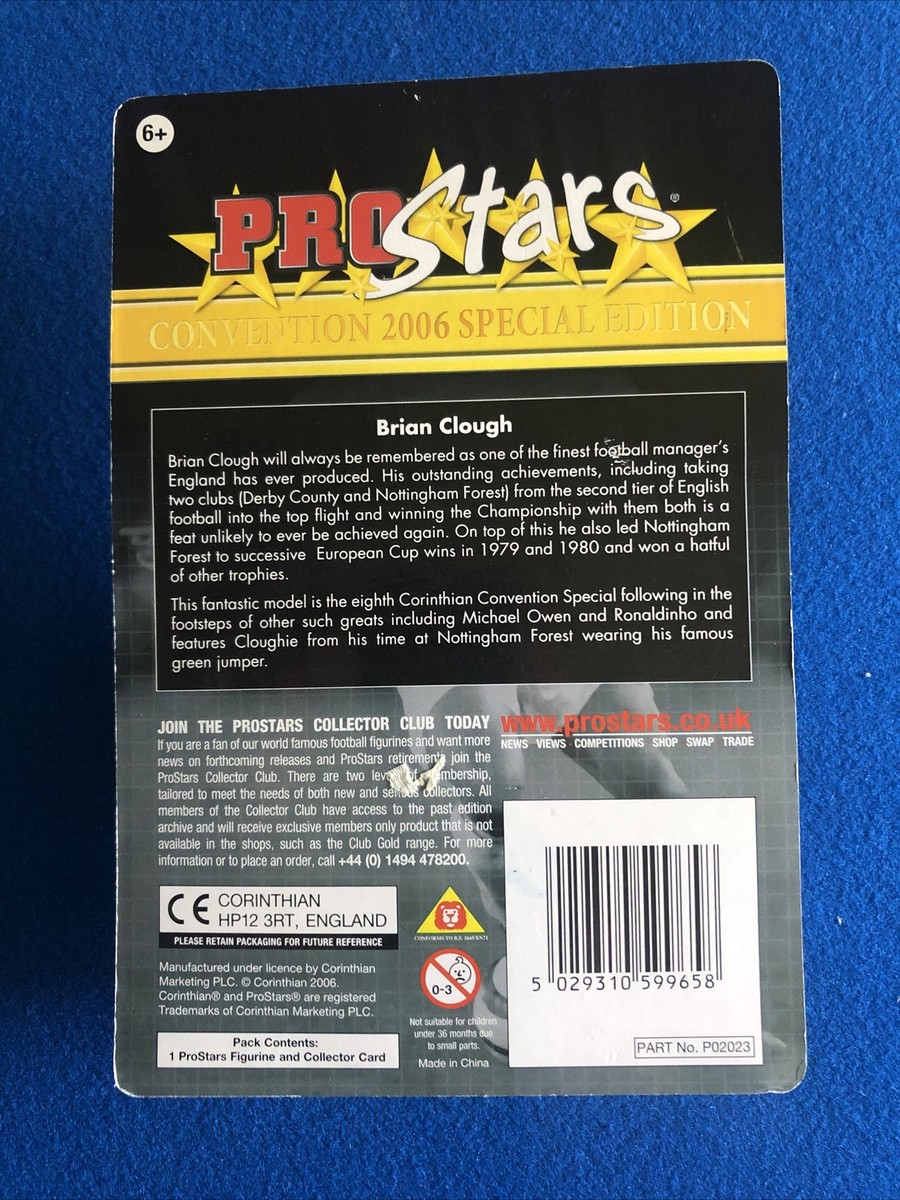 6+
PROStars®
CONVENTION 2006 SPECIAL EDITION
Brian Clough
Brian Clough will always be remembered as one of the finest football manager's
England has ever produced. His outstanding achievements, including taking
two clubs (Derby County and Nottingham Forest) from the second tier of English
football into the top flight and winning the Championship with them both is a
feat unlikely to ever be achieved again. On top of this he also led Nottingham
Forest to successive European Cup wins in 1979 and 1980 and won a hatful
of other trophies.
This fantastic model is the eighth Corinthian Convention Special following in the
footsteps of other such greats including Michael Owen and Ronaldinho and
features Cloughie from his time at Nottingham Forest wearing his famous
green jumper.
JOIN THE PROSTARS COLLECTOR CLUB TODAY
If you are a fan of our world famous football figurines and want more
news on forthcoming releases and ProStars retirements join the
ProStars Collector Club. There are two levels of membership,
tailored to meet the needs of both new and serious collectors. All
members of the Collector Club have access to the past edition
archive and will receive exclusive members only product that is not
available in the shops, such as the Club Gold range. For more
information or to place an order, call +44 (0) 1494 478200.
www.prostars.co.uk
NEWS VIEWS COMPETITIONS SHOP SWAP TRADE
CE CORINTHIAN
HP12 3RT, ENGLAND
PLEASE RETAIN PACKAGING FOR FUTURE REFERENCE
Manufactured under licence by Corinthian
Marketing PLC. © Corinthian 2006.
Corinthian® and ProStars® are registered
Trademarks of Corinthian Marketing PLC.
Pack Contents:
1 ProStars Figurine and Collector Card
CONFORMS TO B.S. 5665/EN71
0-3
Not suitable for children
under 36 months due
to small parts.
Made in China
5 029310 599658
PART No. P02023